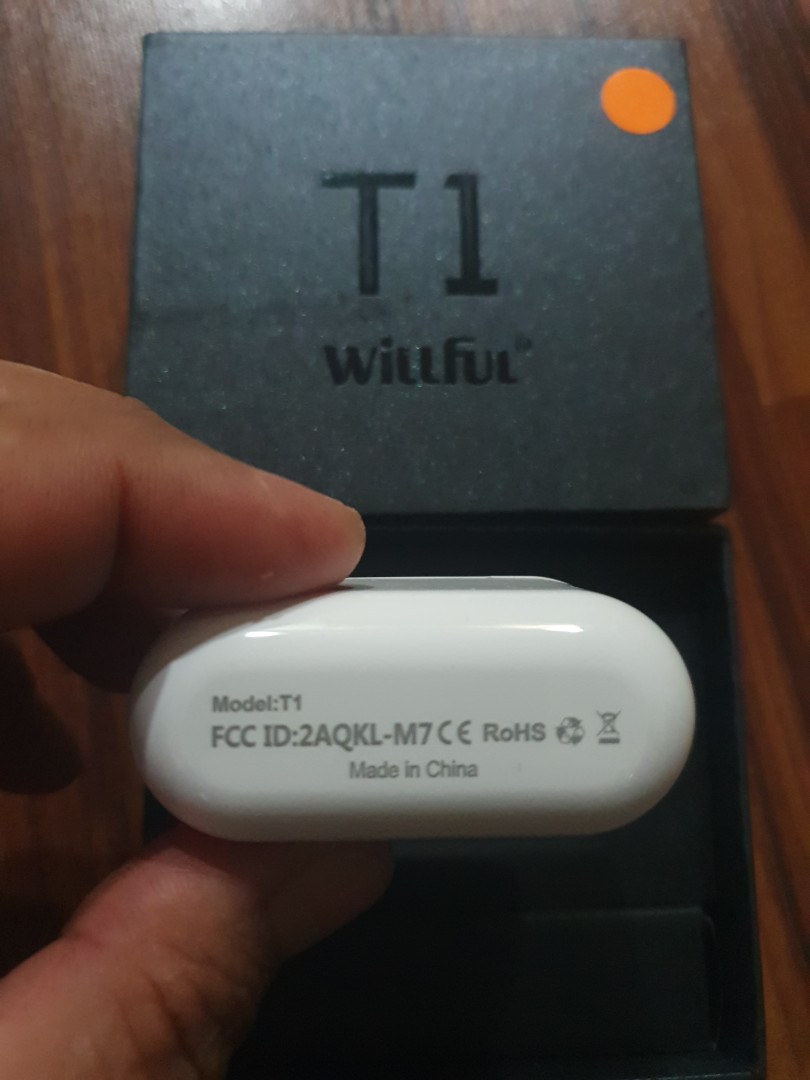 T1
Willful®
Model:T1
FCC ID:2AQKL-M7 CE RoHS
Made in China